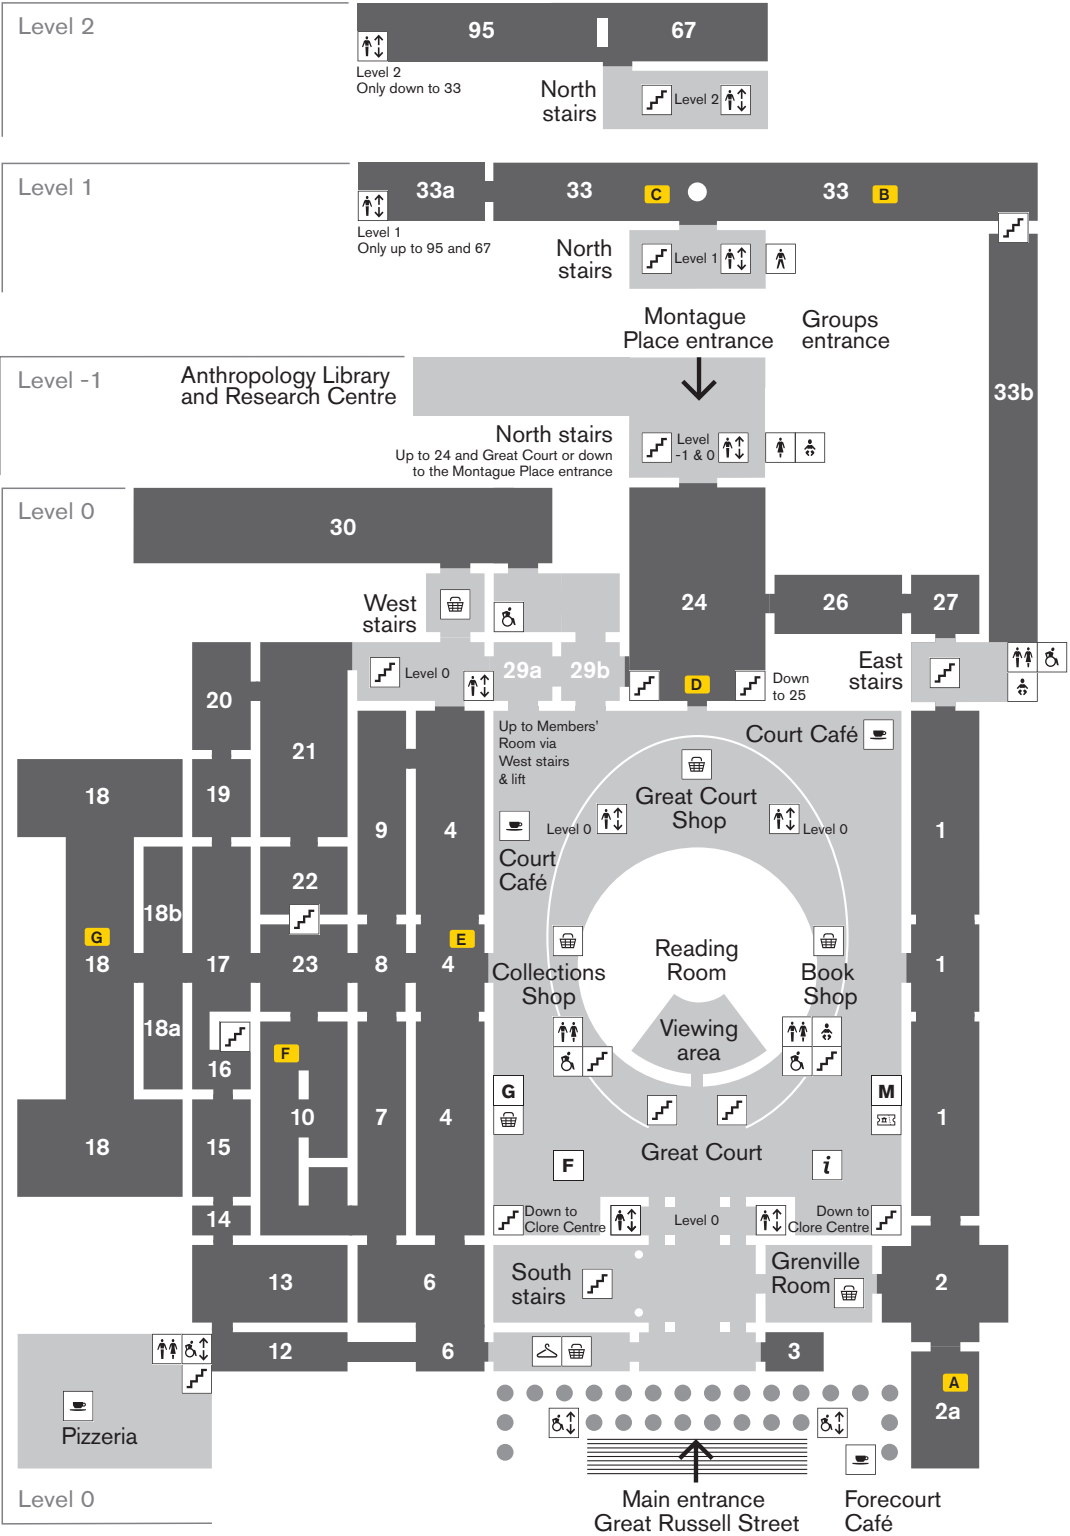 Level 2
95
67
Level 2
Only down to 33
North
stairs
Level 2
Level 1
33a
33
C
33
B
Level 1
Only up to 95 and 67
North
stairs
Level 1
Montague
Place entrance
Groups
entrance
Level -1
Anthropology Library
and Research Centre
33b
North stairs
Up to 24 and Great Court or down
to the Montague Place entrance
Level
-1 & 0
Level 0
30
West
stairs
24
26
27
Level 0
29a
29b
D
Down
to 25
East
stairs
20
21
Up to Members'
Room via
West stairs
& lift
Court Café
Great Court
Shop
18
19
9
4
Level 0
Level 0
1
Court
Café
22
18b
G
18
17
23
8
E
4
Collections
Shop
Reading
Room
Book
Shop
1
18a
16
F
Viewing
area
10
7
4
G
M
1
18
15
Great Court
F
i
14
Down to
Clore Centre
Level 0
Down to
Clore Centre
13
6
South
stairs
Grenville
Room
2
12
6
3
A
2a
Pizzeria
Level 0
Main entrance
Great Russell Street
Forecourt
Café